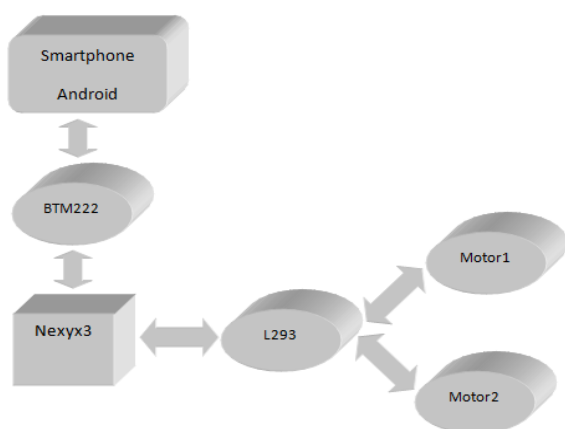 Smartphone
Android
BTM222
Nexyx3
L293
Motor1
Motor2